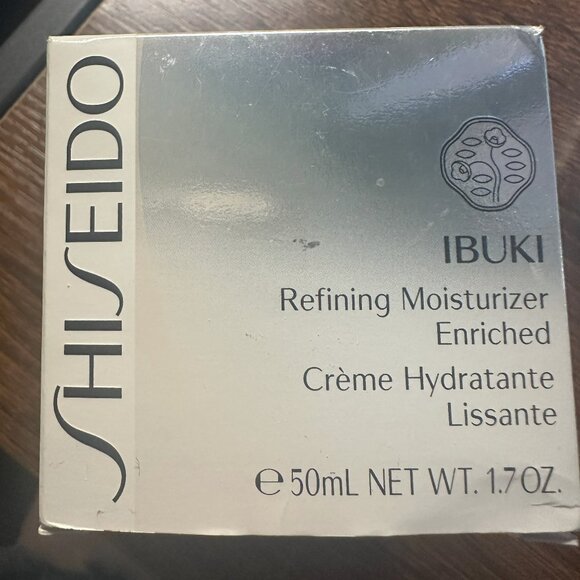 SHISEIDO
IBUKI
Refining Moisturizer
Enriched
Crème Hydratante
Lissante
℮ 50mL NET WT. 1.7 OZ.